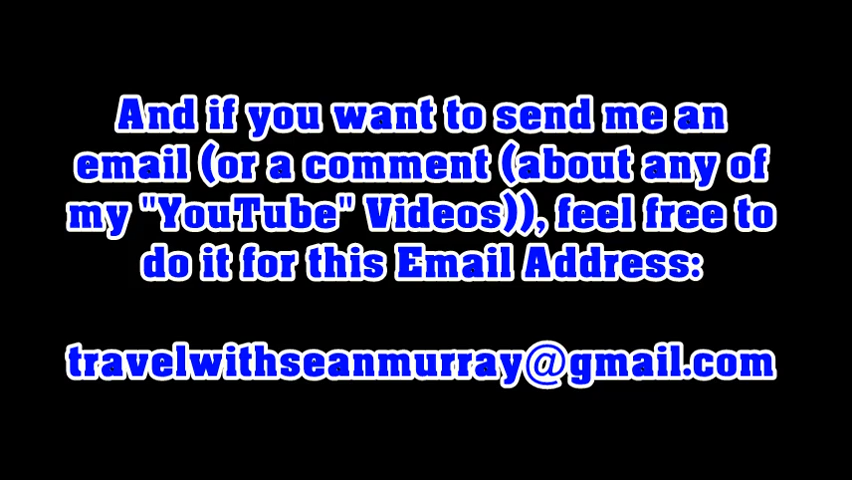 And if you want to send me an
email (or a comment (about any of
my "YouTube" Videos)), feel free to
do it for this Email Address:
travelwithseanmurray@gmail.com